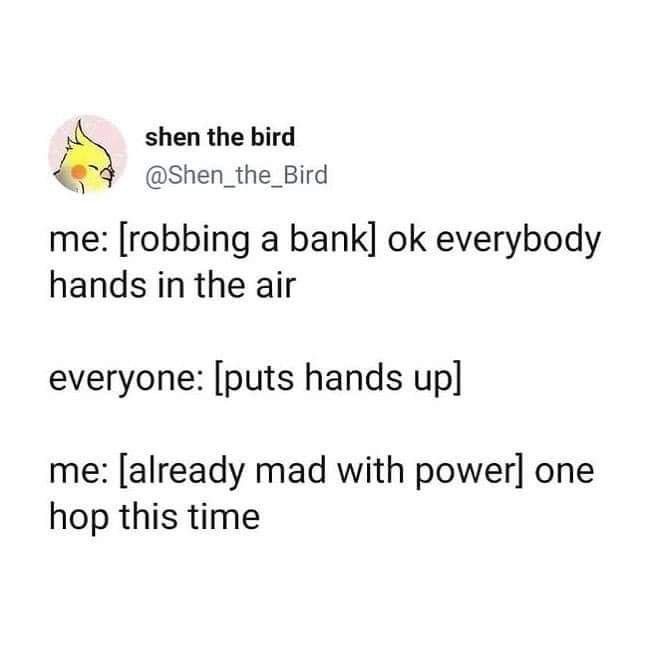 shen the bird
@Shen_the_Bird
me: [robbing a bank] ok everybody
hands in the air
everyone: [puts hands up]
me: [already mad with power] one
hop this time